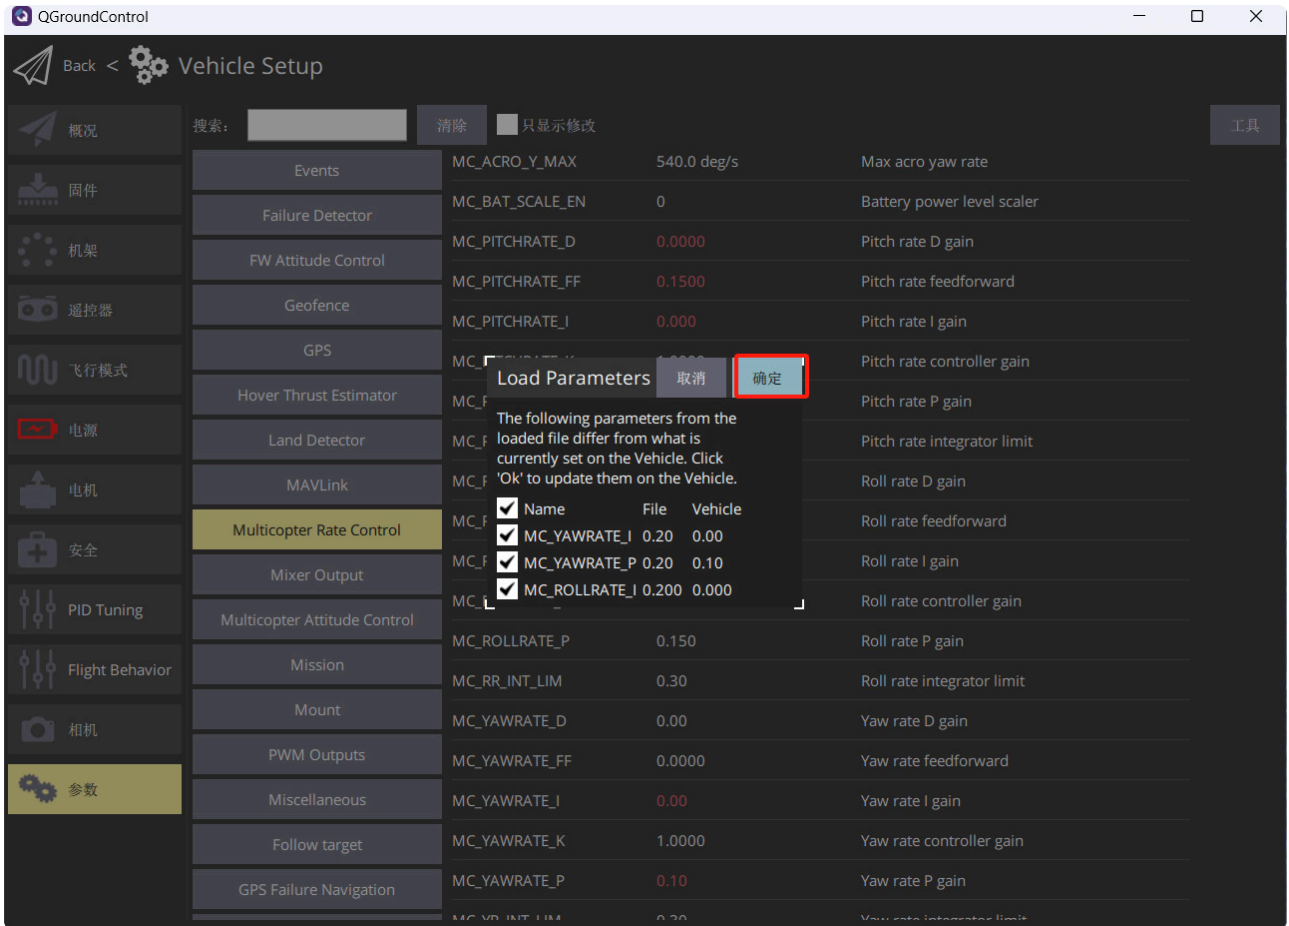 QGroundControl
Back < Vehicle Setup
概况
固件
机架
遥控器
飞行模式
电源
电机
安全
PID Tuning
Flight Behavior
相机
参数
搜索：
清除
只显示修改
工具
Events
Failure Detector
FW Attitude Control
Geofence
GPS
Hover Thrust Estimator
Land Detector
MAVLink
Multicopter Rate Control
Mixer Output
Multicopter Attitude Control
Mission
Mount
PWM Outputs
Miscellaneous
Follow target
GPS Failure Navigation
MC_ACRO_Y_MAX 540.0 deg/s Max acro yaw rate
MC_BAT_SCALE_EN 0 Battery power level scaler
MC_PITCHRATE_D 0.0000 Pitch rate D gain
MC_PITCHRATE_FF 0.1500 Pitch rate feedforward
MC_PITCHRATE_I 0.000 Pitch rate I gain
Pitch rate controller gain
Pitch rate P gain
Pitch rate integrator limit
Roll rate D gain
Roll rate feedforward
Roll rate I gain
Roll rate controller gain
MC_ROLLRATE_P 0.150 Roll rate P gain
MC_RR_INT_LIM 0.30 Roll rate integrator limit
MC_YAWRATE_D 0.00 Yaw rate D gain
MC_YAWRATE_FF 0.0000 Yaw rate feedforward
MC_YAWRATE_I 0.00 Yaw rate I gain
MC_YAWRATE_K 1.0000 Yaw rate controller gain
MC_YAWRATE_P 0.10 Yaw rate P gain
MC_YR_INT_LIM 0.30 Yaw rate integrator limit
Load Parameters 取消 确定
The following parameters from the
loaded file differ from what is
currently set on the Vehicle. Click
'Ok' to update them on the Vehicle.
Name File Vehicle
MC_YAWRATE_I 0.20 0.00
MC_YAWRATE_P 0.20 0.10
MC_ROLLRATE_I 0.200 0.000